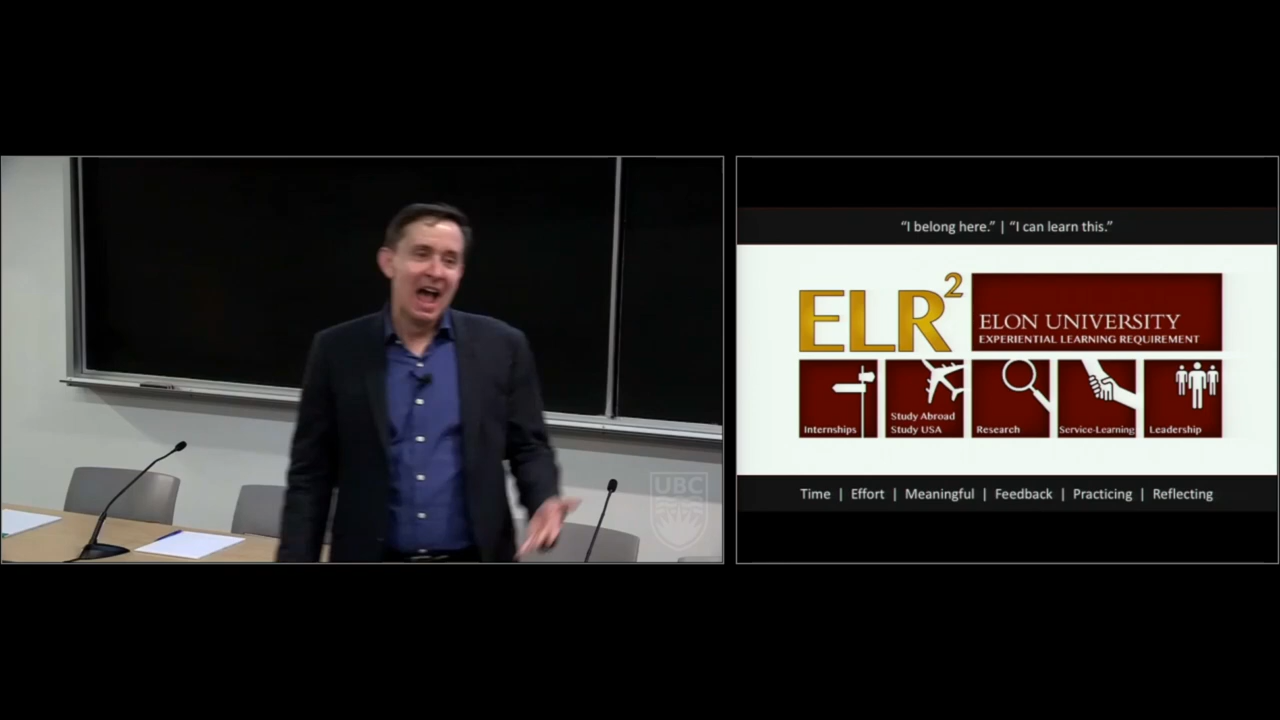 UBC
“I belong here.” | “I can learn this.”
ELR²
ELON UNIVERSITY
EXPERIENTIAL LEARNING REQUIREMENT
Internships
Study Abroad
Study USA
Research
Service-Learning
Leadership
Time | Effort | Meaningful | Feedback | Practicing | Reflecting